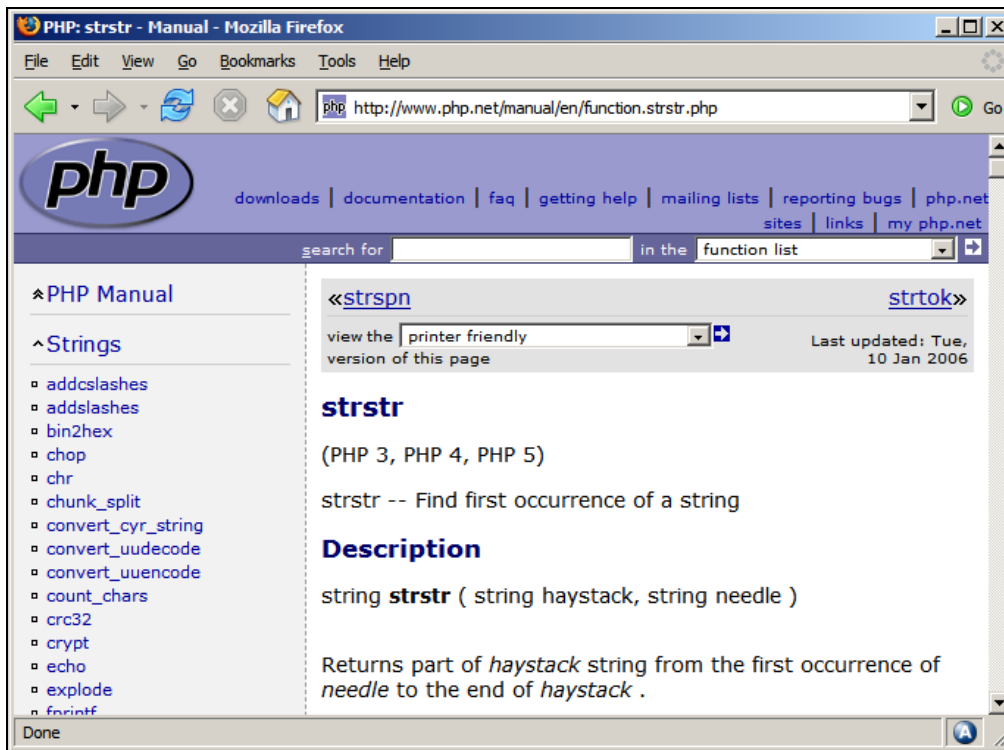 PHP: strstr - Manual - Mozilla Firefox
File Edit View Go Bookmarks Tools Help
php http://www.php.net/manual/en/function.strstr.php Go
php
downloads | documentation | faq | getting help | mailing lists | reporting bugs | php.net
sites | links | my php.net
search for in the function list
PHP Manual
Strings
addcslashes
addslashes
bin2hex
chop
chr
chunk_split
convert_cyr_string
convert_uudecode
convert_uuencode
count_chars
crc32
crypt
echo
explode
fprintf
«strspn strtok»
view the printer friendly
version of this page
Last updated: Tue,
10 Jan 2006
strstr
(PHP 3, PHP 4, PHP 5)
strstr -- Find first occurrence of a string
Description
string strstr ( string haystack, string needle )
Returns part of haystack string from the first occurrence of
needle to the end of haystack .
Done
A